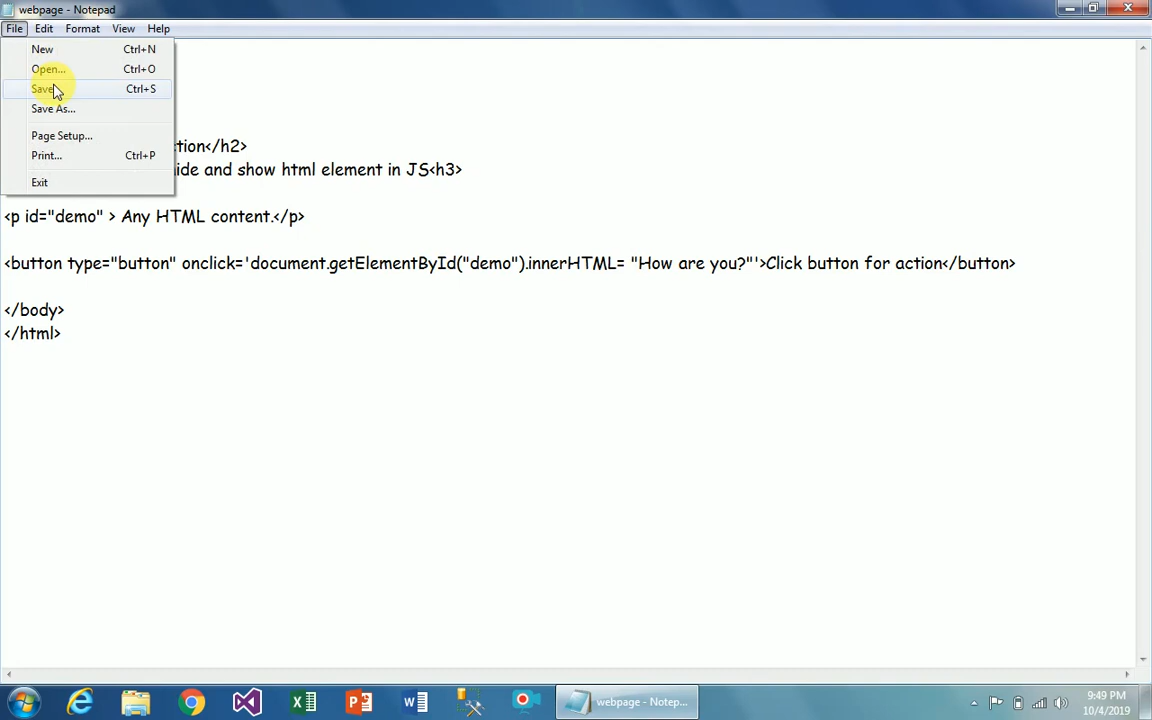 webpage - Notepad
File Edit Format View Help
New Ctrl+N
Open... Ctrl+O
Save Ctrl+S
Save As...
Page Setup...
Print... Ctrl+P
Exit
tion</h2>
ide and show html element in JS<h3>
<p id="demo" > Any HTML content.</p>
<button type="button" onclick='document.getElementById("demo").innerHTML= "How are you?"'>Click button for action</button>
</body>
</html>
webpage - Notep...
9:49 PM
10/4/2019